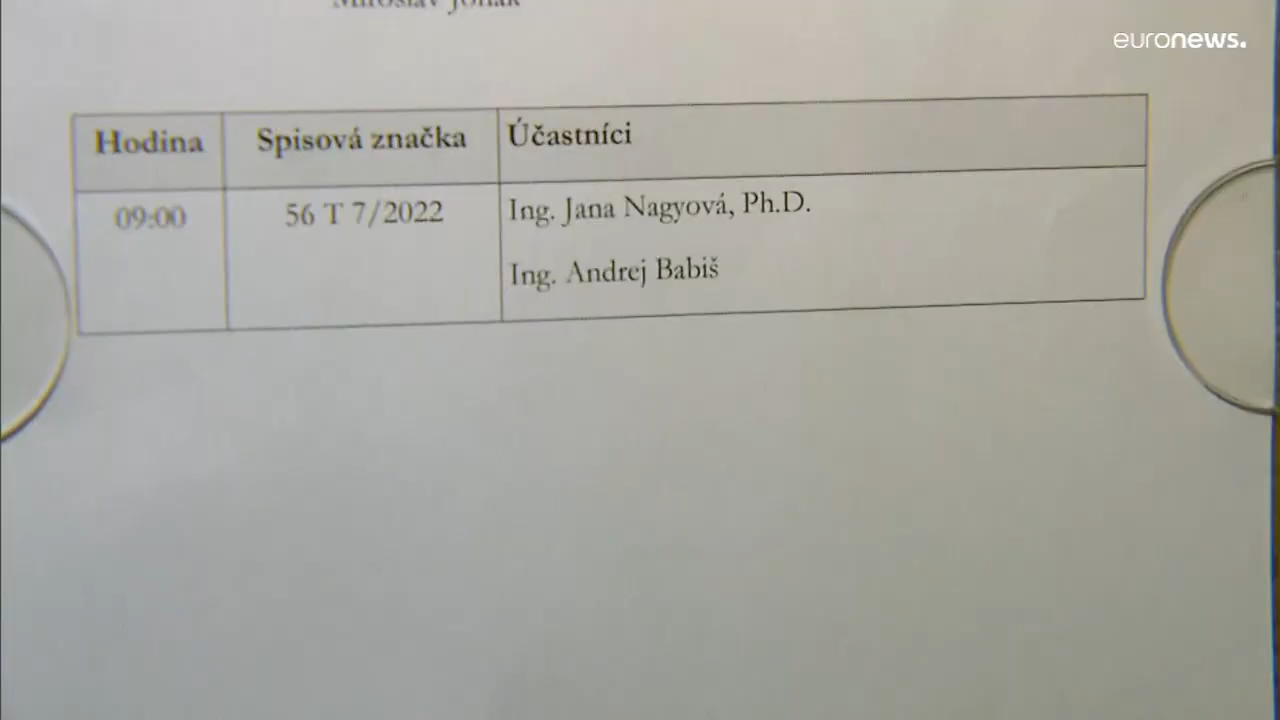 euronews.
Hodina Spisová značka Účastníci
09:00 56 T 7/2022 Ing. Jana Nagyová, Ph.D.
Ing. Andrej Babiš